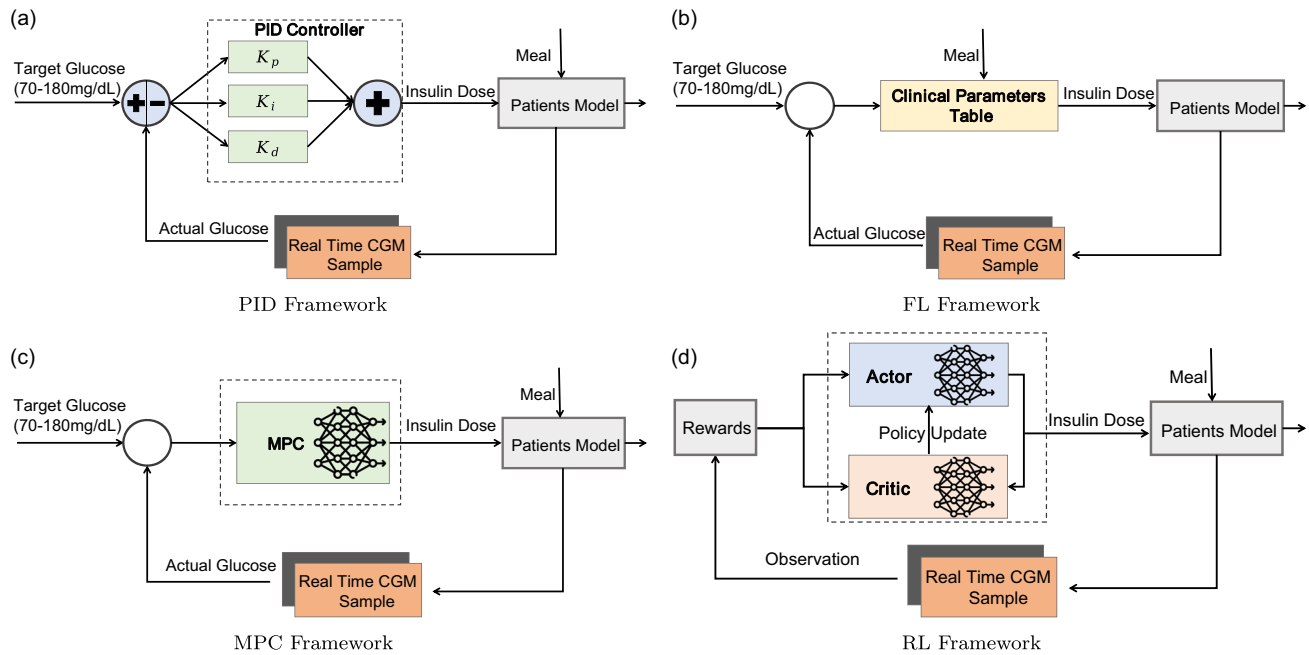 (a)
PID Controller
Target Glucose
(70-180mg/dL)
K_p
K_i
K_d
Insulin Dose
Meal
Patients Model
Actual Glucose
Real Time CGM
Sample
PID Framework
(b)
Target Glucose
(70-180mg/dL)
Meal
Clinical Parameters
Table
Insulin Dose
Patients Model
Actual Glucose
Real Time CGM
Sample
FL Framework
(c)
Target Glucose
(70-180mg/dL)
MPC
Insulin Dose
Meal
Patients Model
Actual Glucose
Real Time CGM
Sample
MPC Framework
(d)
Rewards
Actor
Policy Update
Critic
Insulin Dose
Meal
Patients Model
Observation
Real Time CGM
Sample
RL Framework